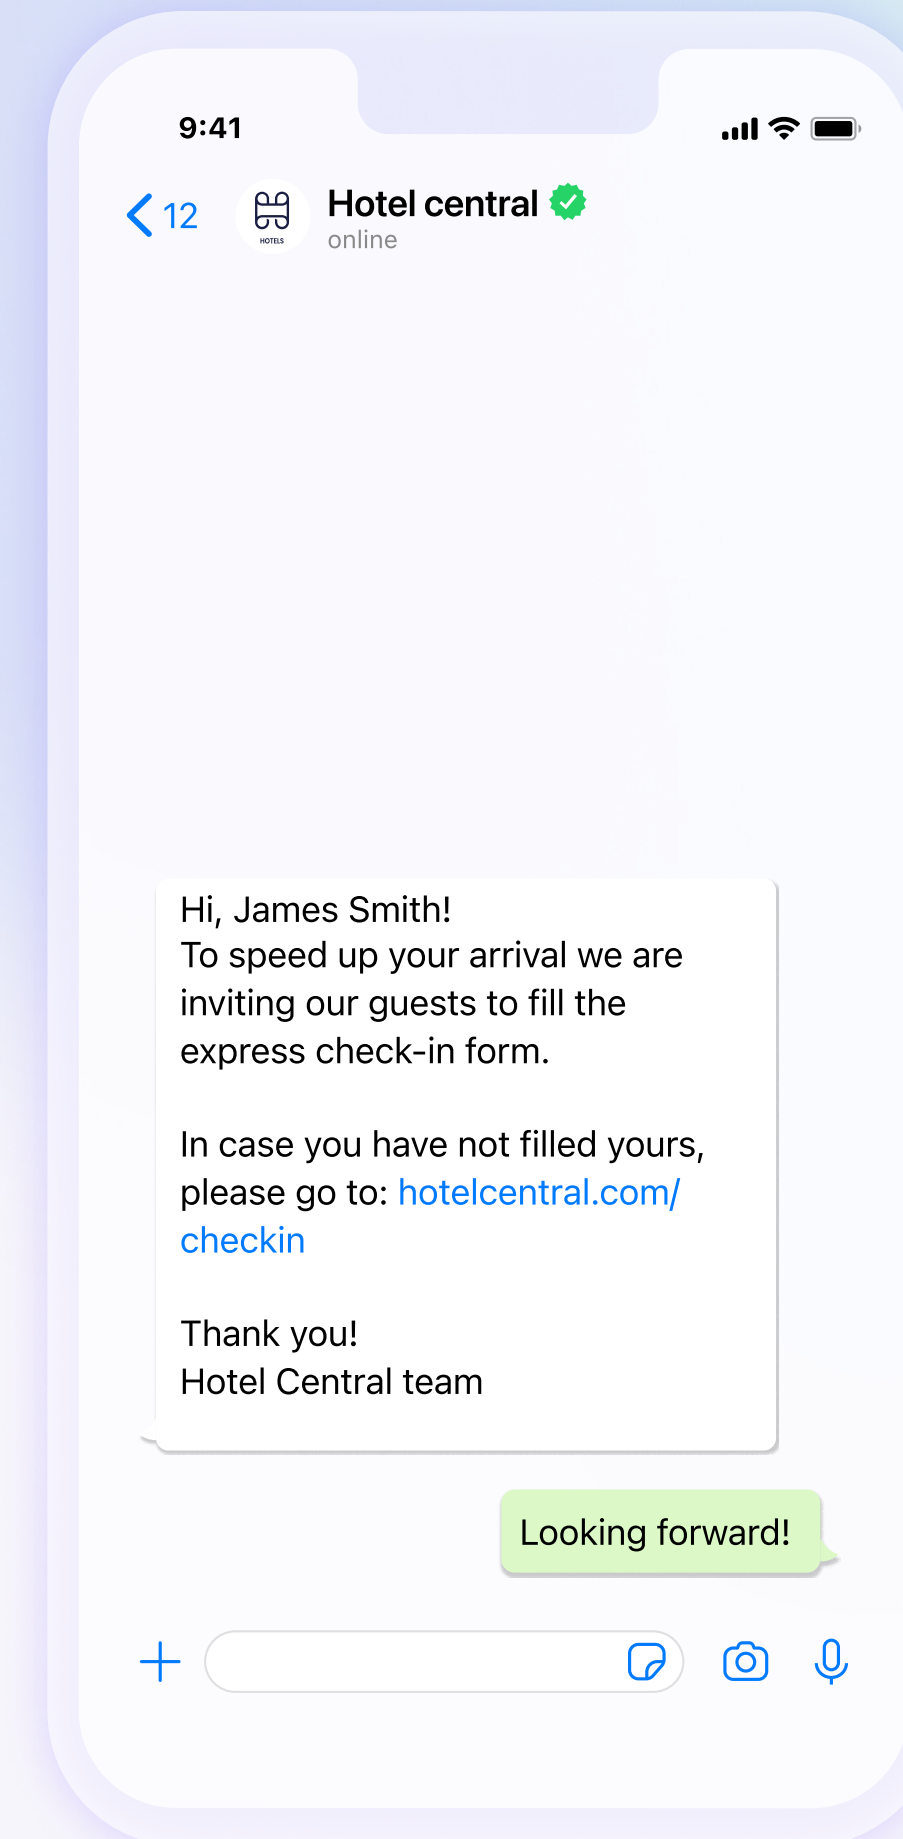 9:41
12
HOTELS
Hotel central
online
Hi, James Smith!
To speed up your arrival we are
inviting our guests to fill the
express check-in form.
In case you have not filled yours,
please go to: hotelcentral.com/
checkin
Thank you!
Hotel Central team
Looking forward!